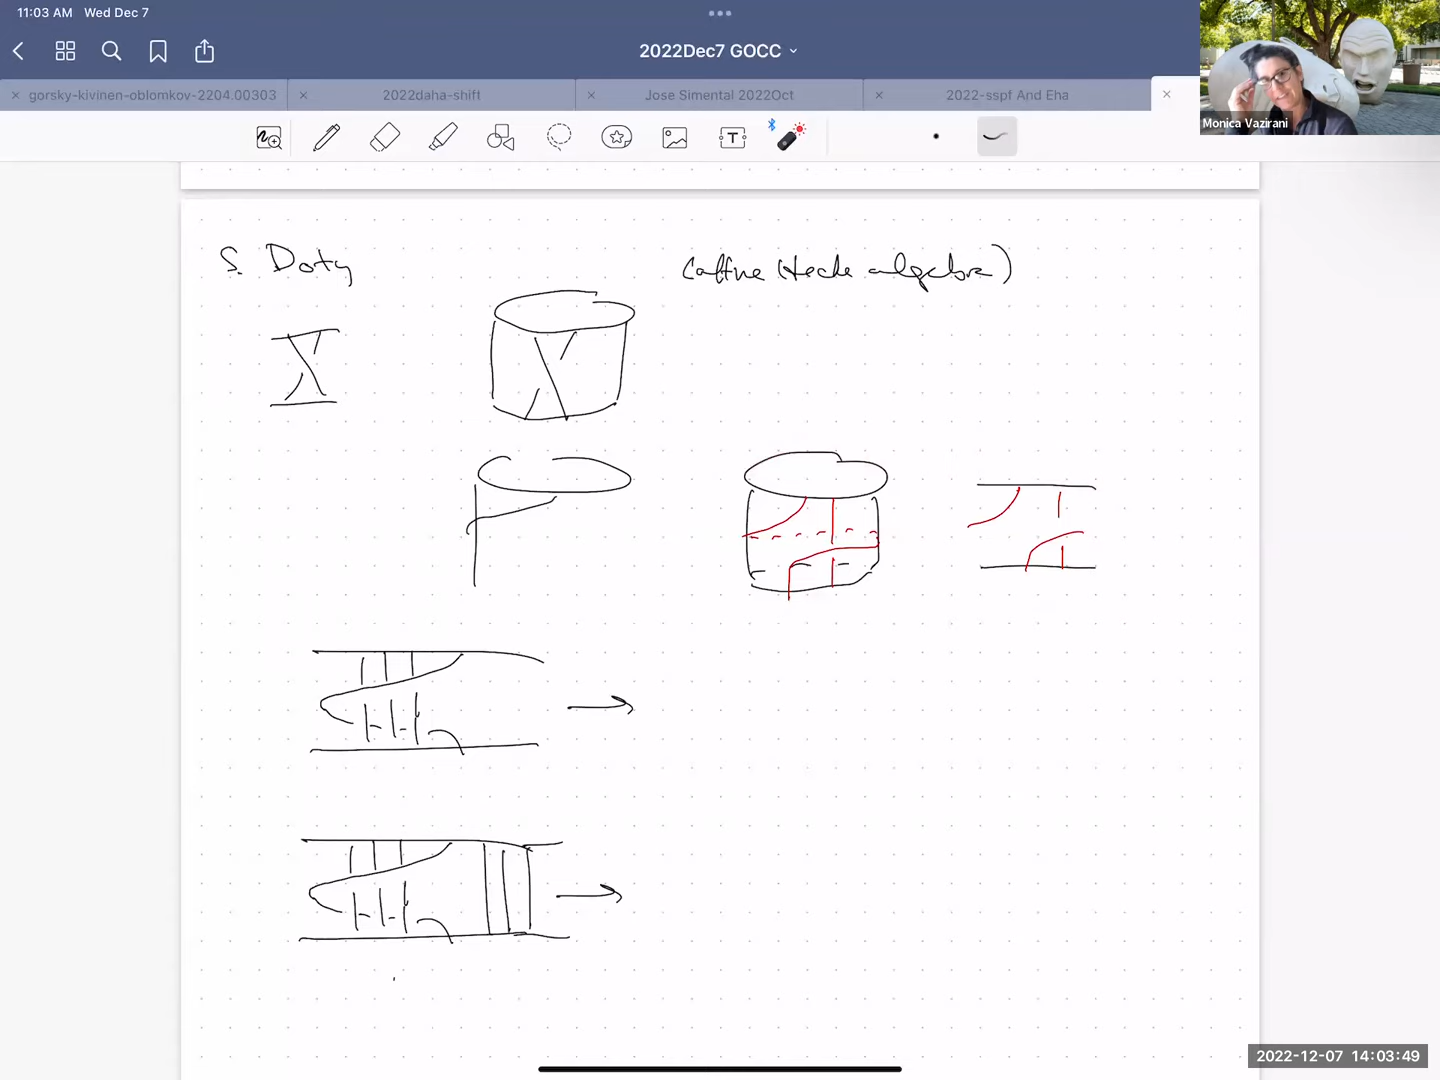 11:03 AM Wed Dec 7
2022Dec7 GOCC
gorsky-kivinen-oblomkov-2204.00303
2022daha-shift
Jose Simental 2022Oct
2022-sspf And Eha
Monica Vazirani
S. Doty
(affine Hecke algebra)
2022-12-07 14:03:49